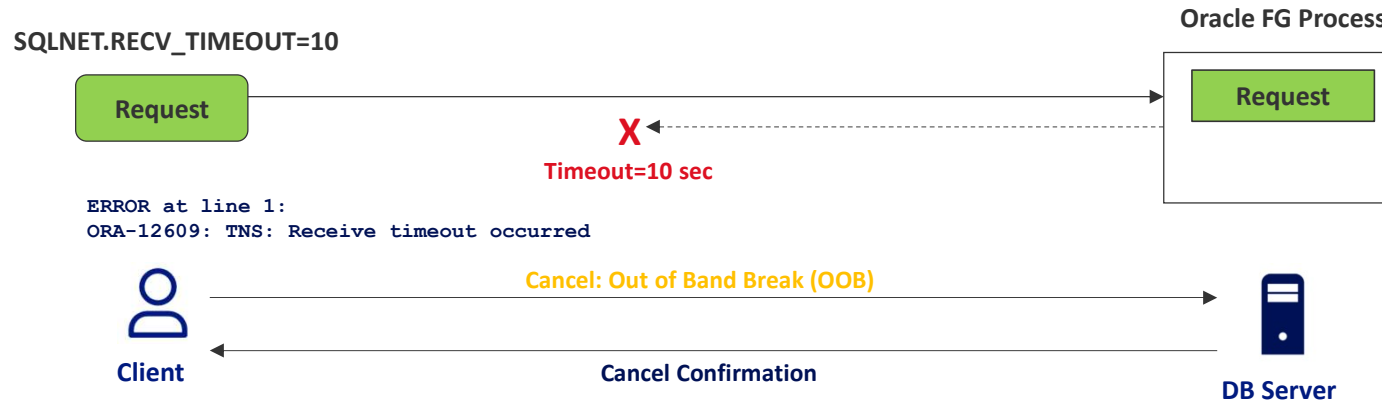 Oracle FG Process
SQLNET.RECV_TIMEOUT=10
Request
Request
X
Timeout=10 sec
ERROR at line 1:
ORA-12609: TNS: Receive timeout occurred
Cancel: Out of Band Break (OOB)
Client
Cancel Confirmation
DB Server